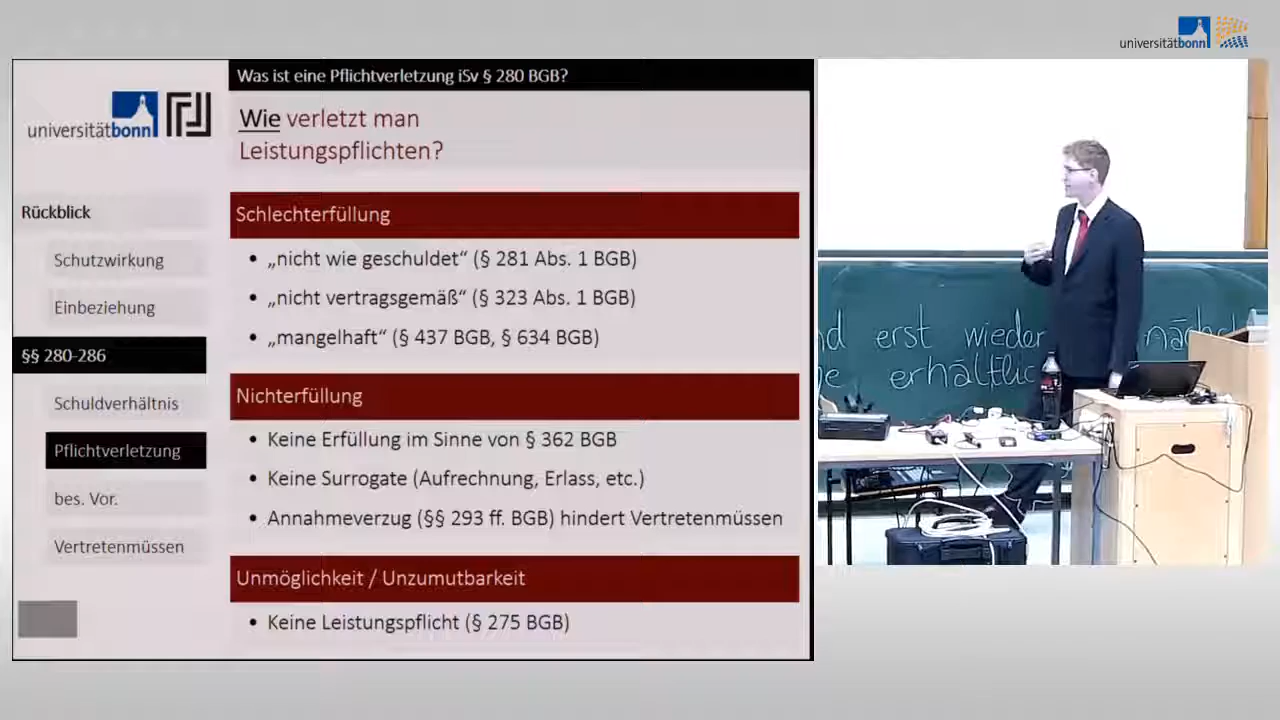 universitätbonn
Was ist eine Pflichtverletzung iSv § 280 BGB?
universitätbonn
Wie verletzt man
Leistungspflichten?
Rückblick
Schutzwirkung
Einbeziehung
§§ 280-286
Schuldverhältnis
Pflichtverletzung
bes. Vor.
Vertretenmüssen
Schlechterfüllung
• „nicht wie geschuldet“ (§ 281 Abs. 1 BGB)
• „nicht vertragsgemäß“ (§ 323 Abs. 1 BGB)
• „mangelhaft“ (§ 437 BGB, § 634 BGB)
Nichterfüllung
• Keine Erfüllung im Sinne von § 362 BGB
• Keine Surrogate (Aufrechnung, Erlass, etc.)
• Annahmeverzug (§§ 293 ff. BGB) hindert Vertretenmüssen
Unmöglichkeit / Unzumutbarkeit
• Keine Leistungspflicht (§ 275 BGB)
erst wieder
erhältlic